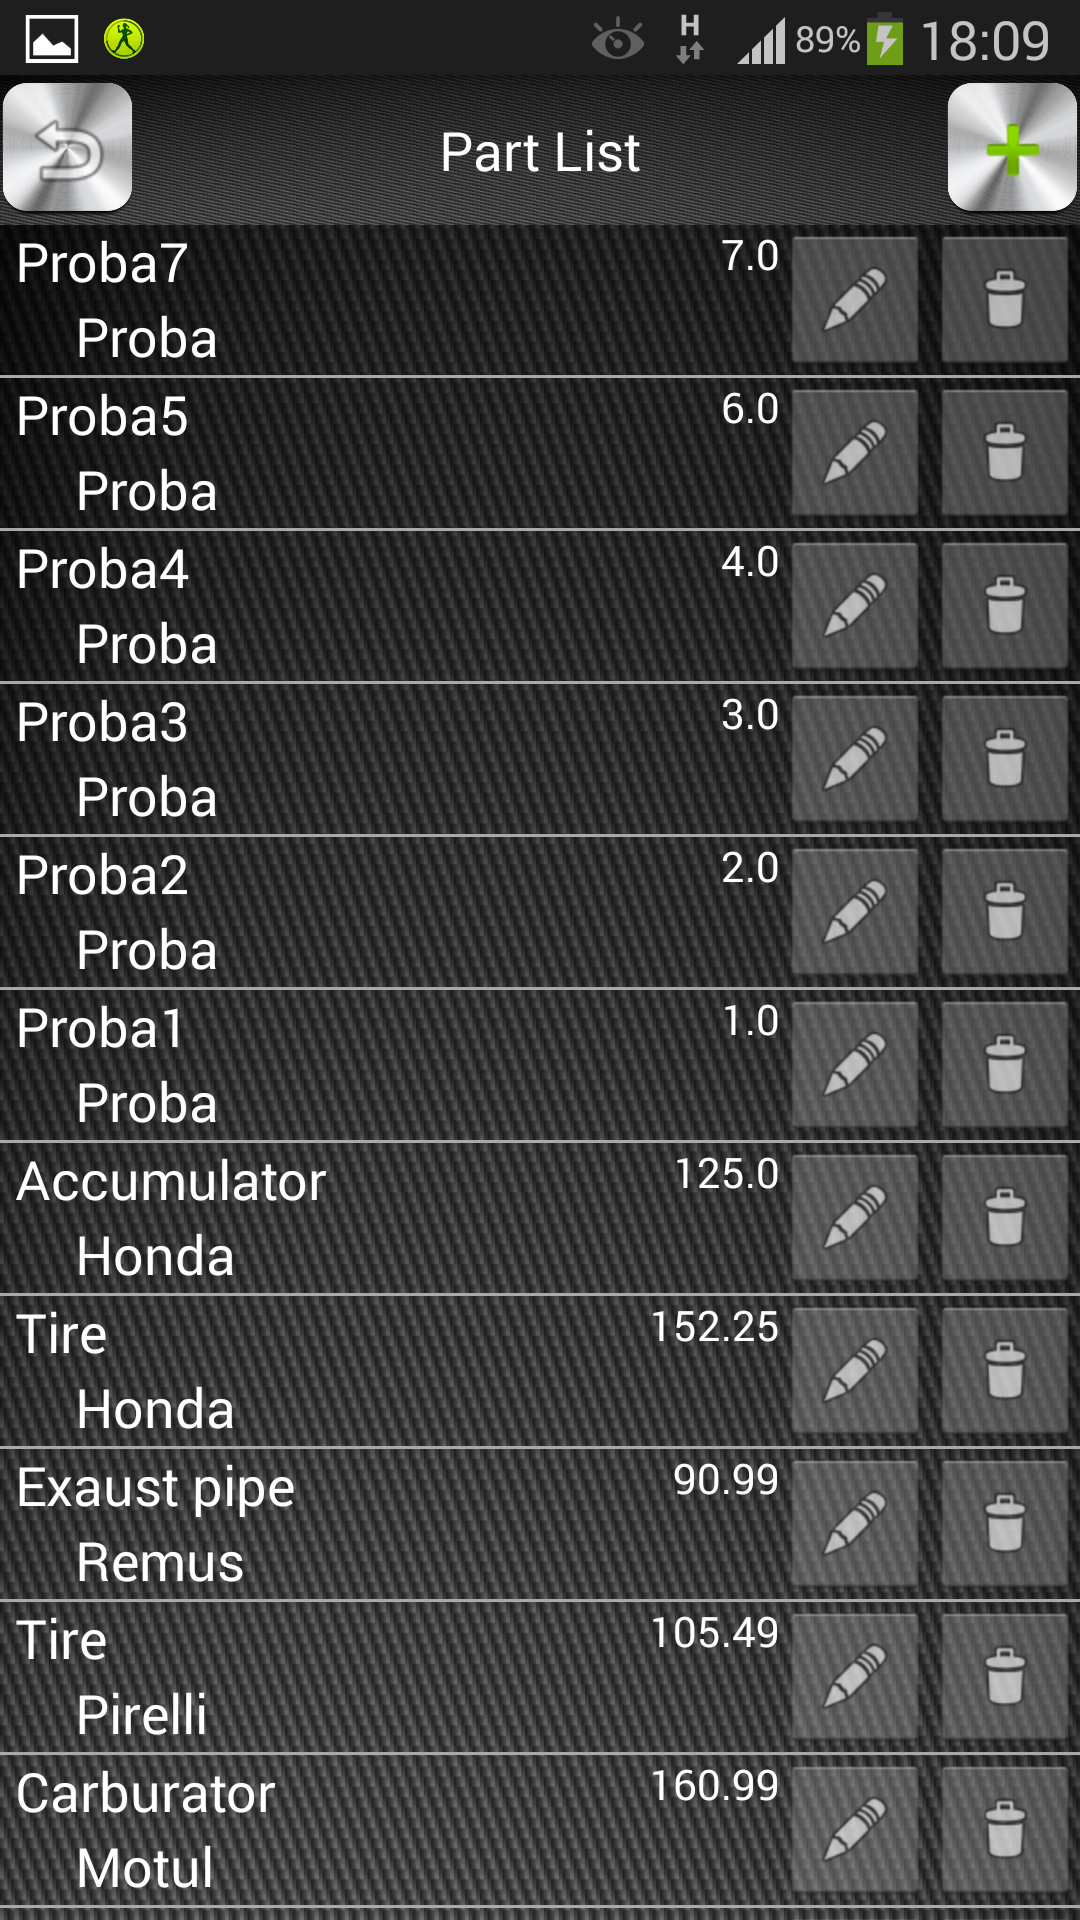 H 89% 18:09
Part List
Proba7 7.0
Proba
Proba5 6.0
Proba
Proba4 4.0
Proba
Proba3 3.0
Proba
Proba2 2.0
Proba
Proba1 1.0
Proba
Accumulator 125.0
Honda
Tire 152.25
Honda
Exaust pipe 90.99
Remus
Tire 105.49
Pirelli
Carburator 160.99
Motul